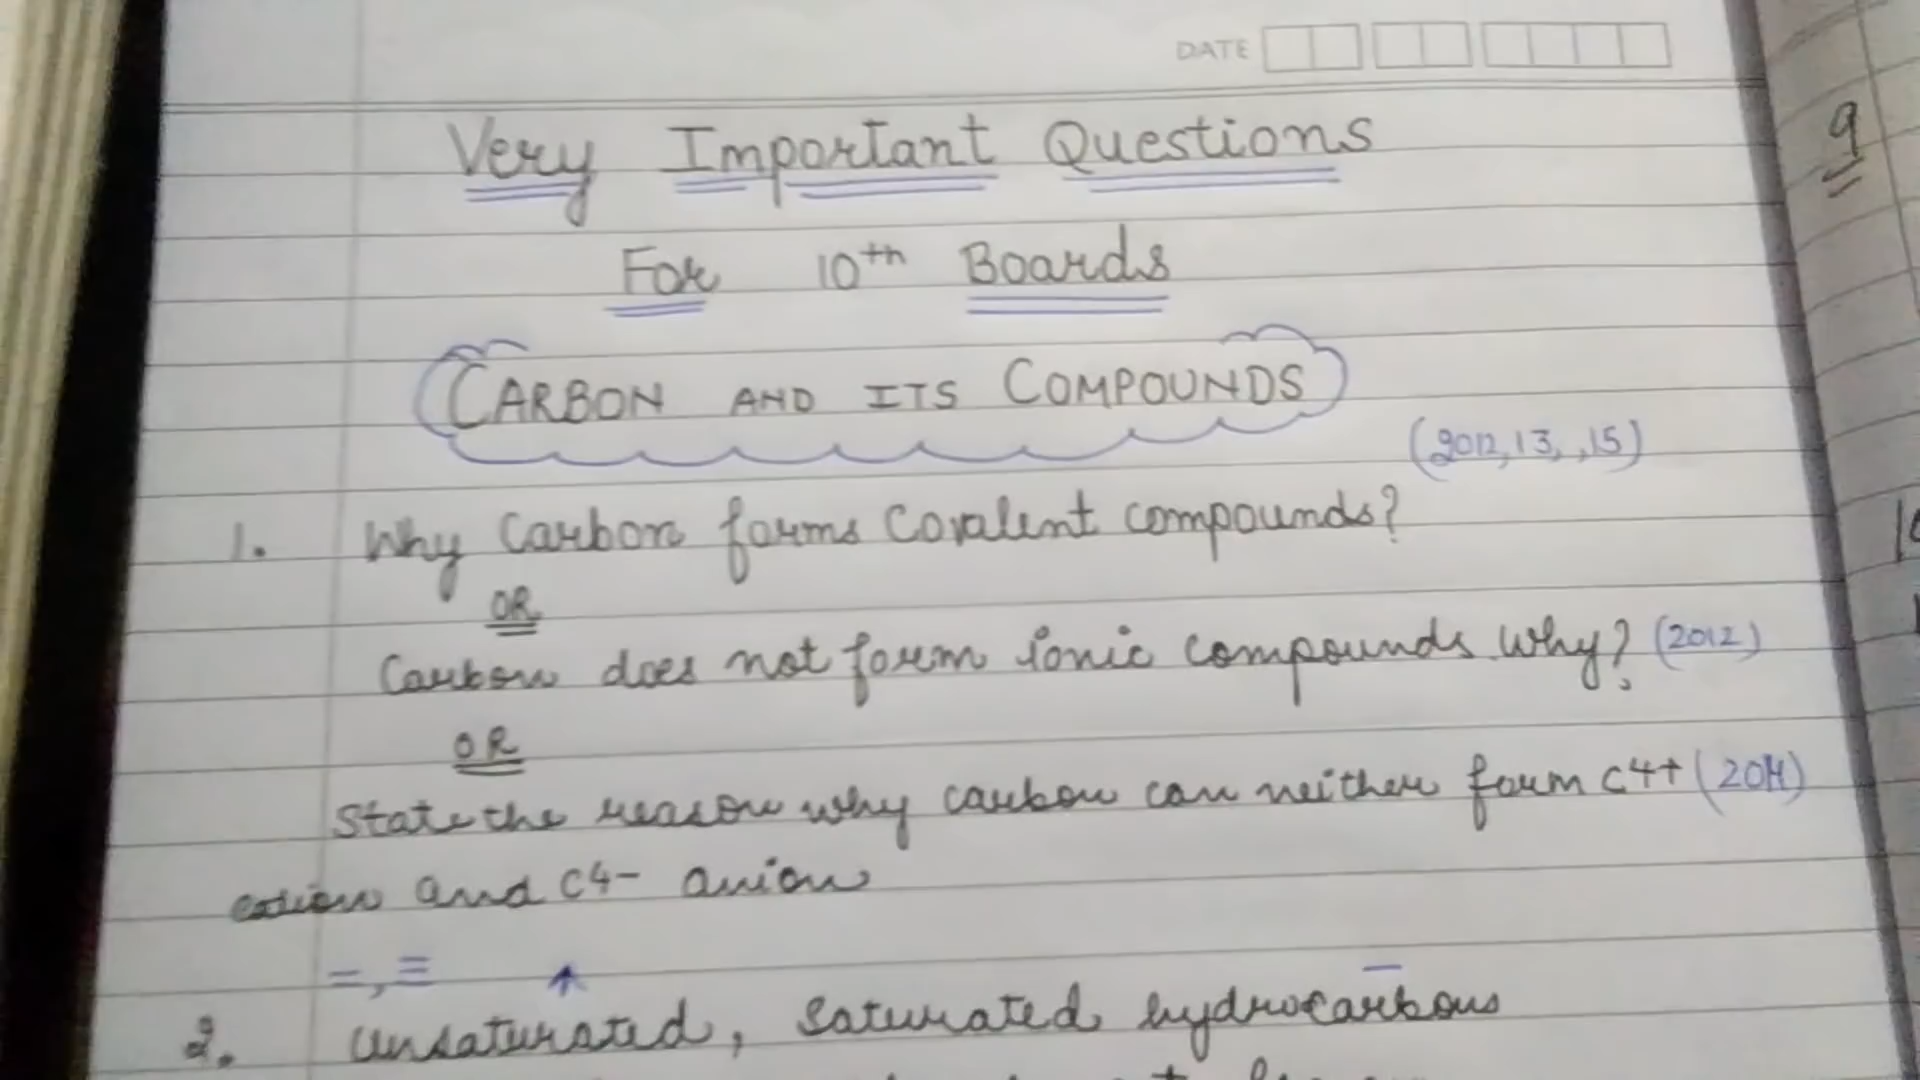 DATE
Very Important Questions
9
For 10th Boards
CARBON AND ITS COMPOUNDS
(2012, 13, ,15)
1. Why Carbon forms Covalent compounds?
OR
Carbon does not form ionic compounds. Why? (2012)
OR
State the reason why carbon can neither form C4+ (2014)
cation and C4- anion
=, ≡
2. Unsaturated, Saturated hydrocarbons